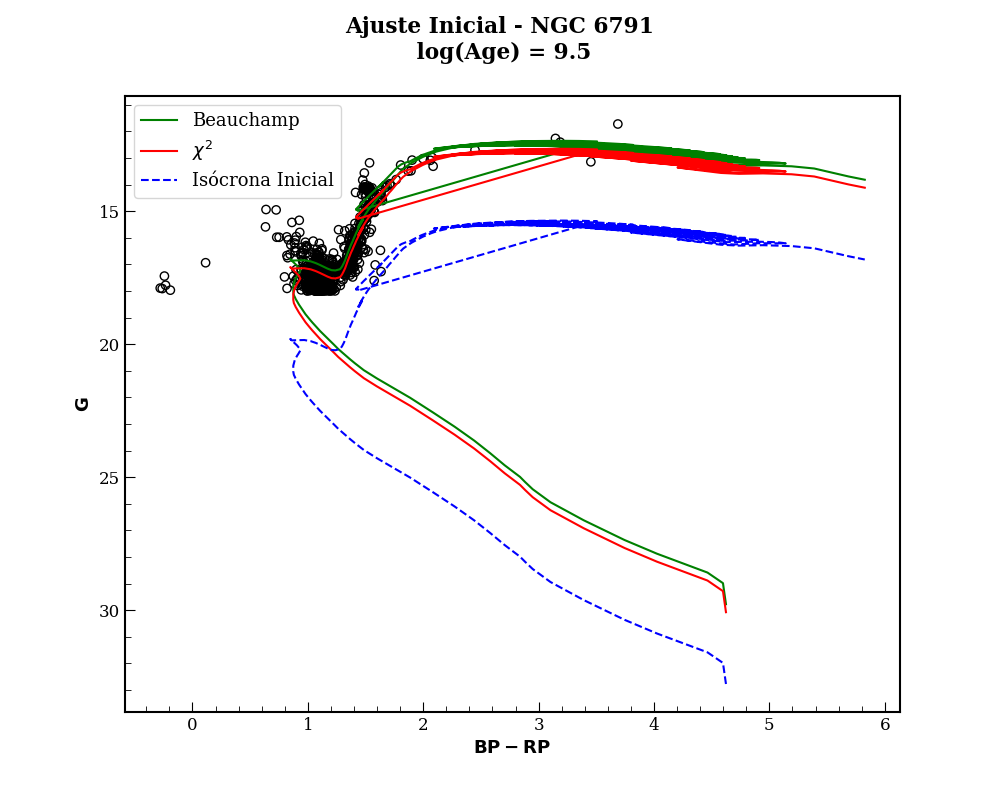 Ajuste Inicial - NGC 6791
log(Age) = 9.5
Beauchamp
χ²
Isócrona Inicial
G
15
20
25
30
0 1 2 3 4 5 6
BP − RP